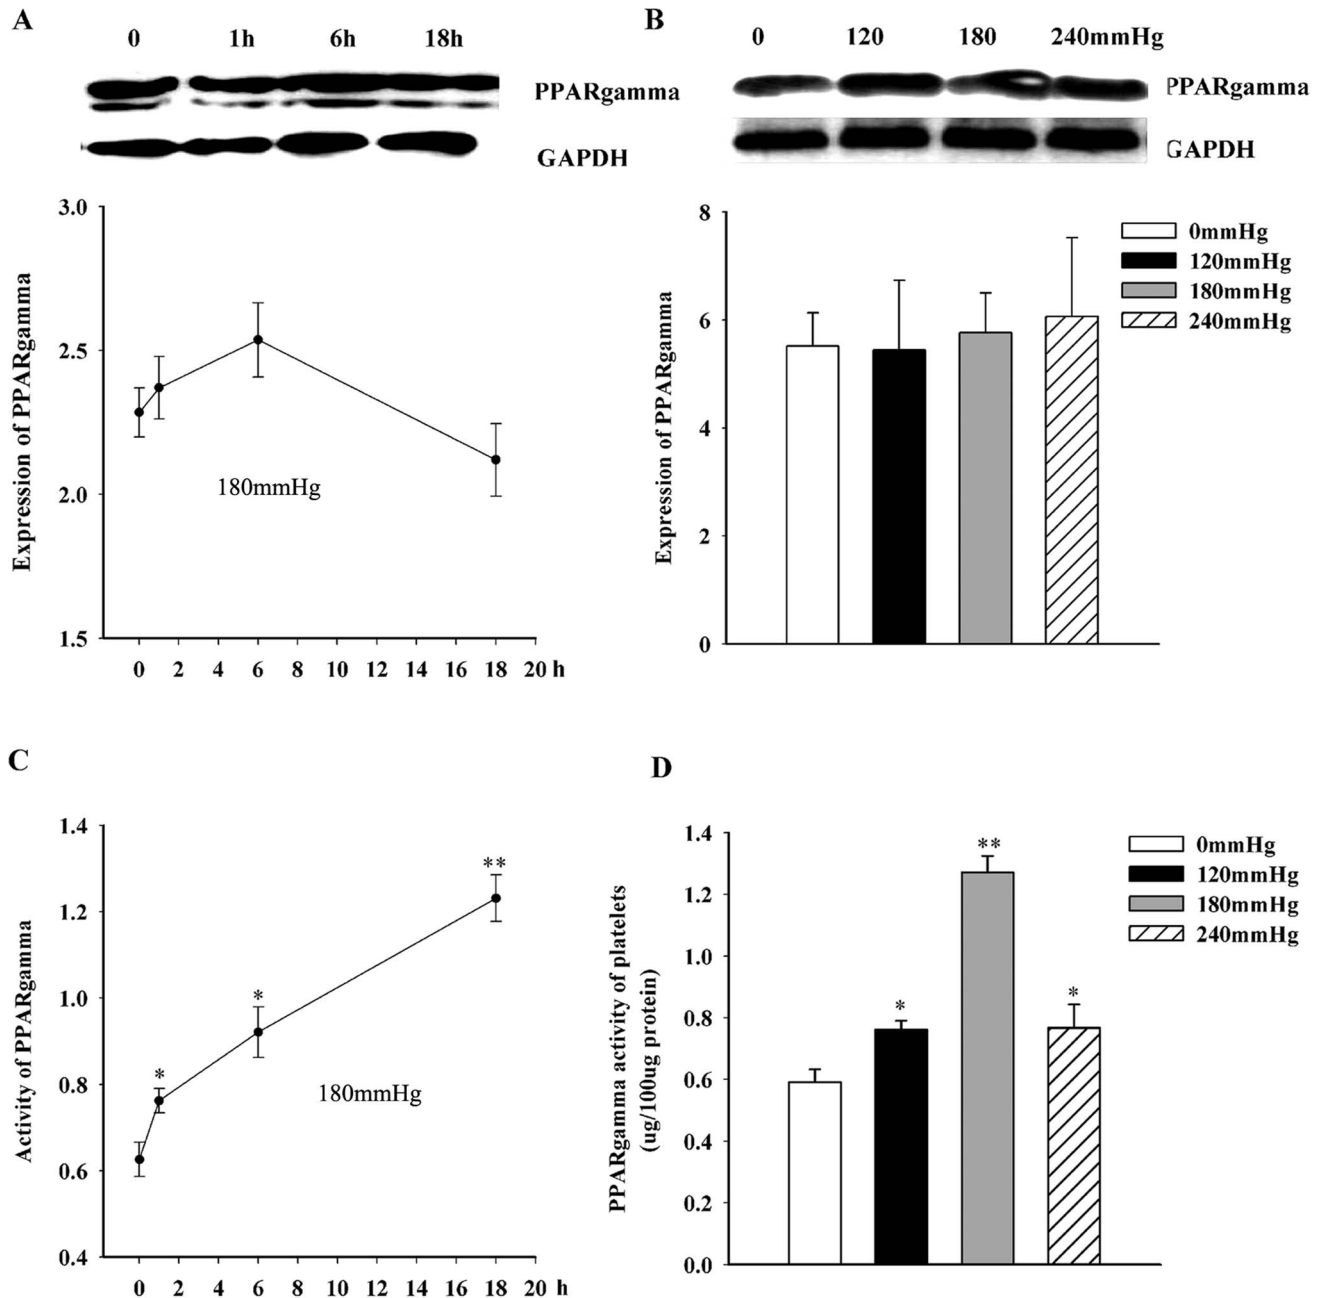 A
0 1h 6h 18h
PPARgamma
GAPDH
3.0
2.5
2.0
1.5
Expression of PPARgamma
180mmHg
0 2 4 6 8 10 12 14 16 18 20 h
B
0 120 180 240mmHg
PPARgamma
GAPDH
8
6
4
2
0
Expression of PPARgamma
0mmHg
120mmHg
180mmHg
240mmHg
C
1.4
1.2
1.0
0.8
0.6
0.4
Activity of PPARgamma
*
*
**
180mmHg
0 2 4 6 8 10 12 14 16 18 20 h
D
1.4
1.2
1.0
0.8
0.6
0.4
0.2
0.0
PPARgamma activity of platelets
(ug/100ug protein)
*
**
*
0mmHg
120mmHg
180mmHg
240mmHg